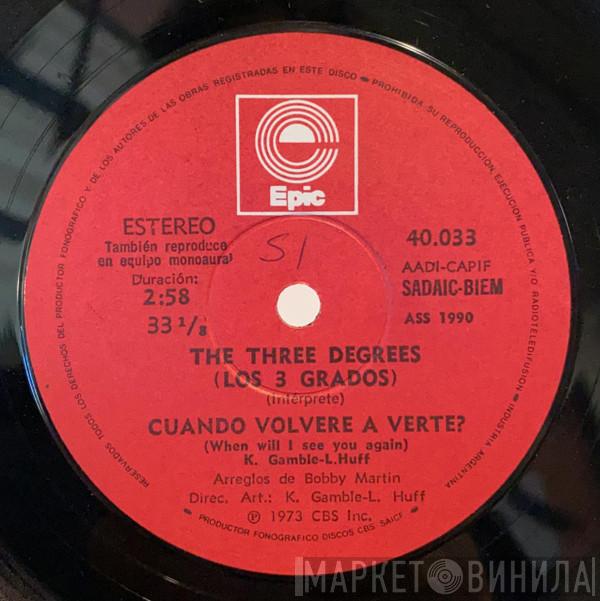 RESERVADOS TODOS LOS DERECHOS DEL PRODUCTOR FONOGRAFICO Y DE LOS AUTORES DE LAS OBRAS REGISTRADAS EN ESTE DISCO • PROHIBIDA SU REPRODUCCION, EJECUCION PUBLICA Y/O RADIOTELEDIFUSION • INDUSTRIA ARGENTINA
Epic
ESTEREO
También reproduce
en equipo monoaural
Duración:
2:58
33 1/8
S1
40.033
AADI-CAPIF
SADAIC-BIEM
ASS 1990
THE THREE DEGREES
(LOS 3 GRADOS)
(Intérprete)
CUANDO VOLVERE A VERTE?
(When will I see you again)
K. Gamble-L.Huff
Arreglos de Bobby Martin
Direc. Art.: K. Gamble-L. Huff
℗ 1973 CBS Inc.
• PRODUCTOR FONOGRAFICO DISCOS CBS SAICF •
МАРКЕТ ВИНИЛА